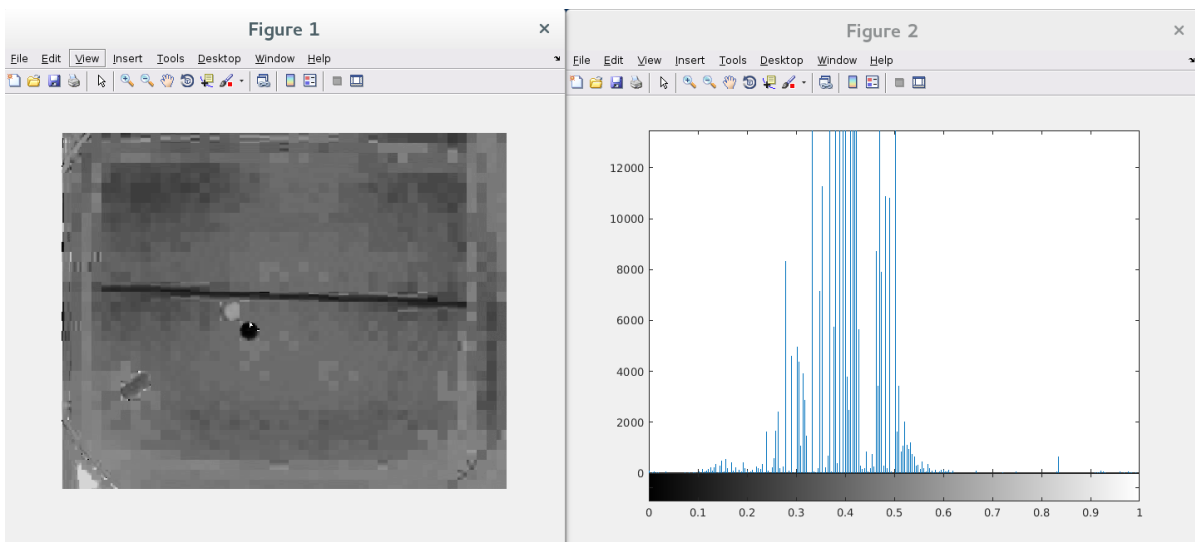 Figure 1
File Edit View Insert Tools Desktop Window Help
Figure 2
File Edit View Insert Tools Desktop Window Help
12000
10000
8000
6000
4000
2000
0
0 0.1 0.2 0.3 0.4 0.5 0.6 0.7 0.8 0.9 1